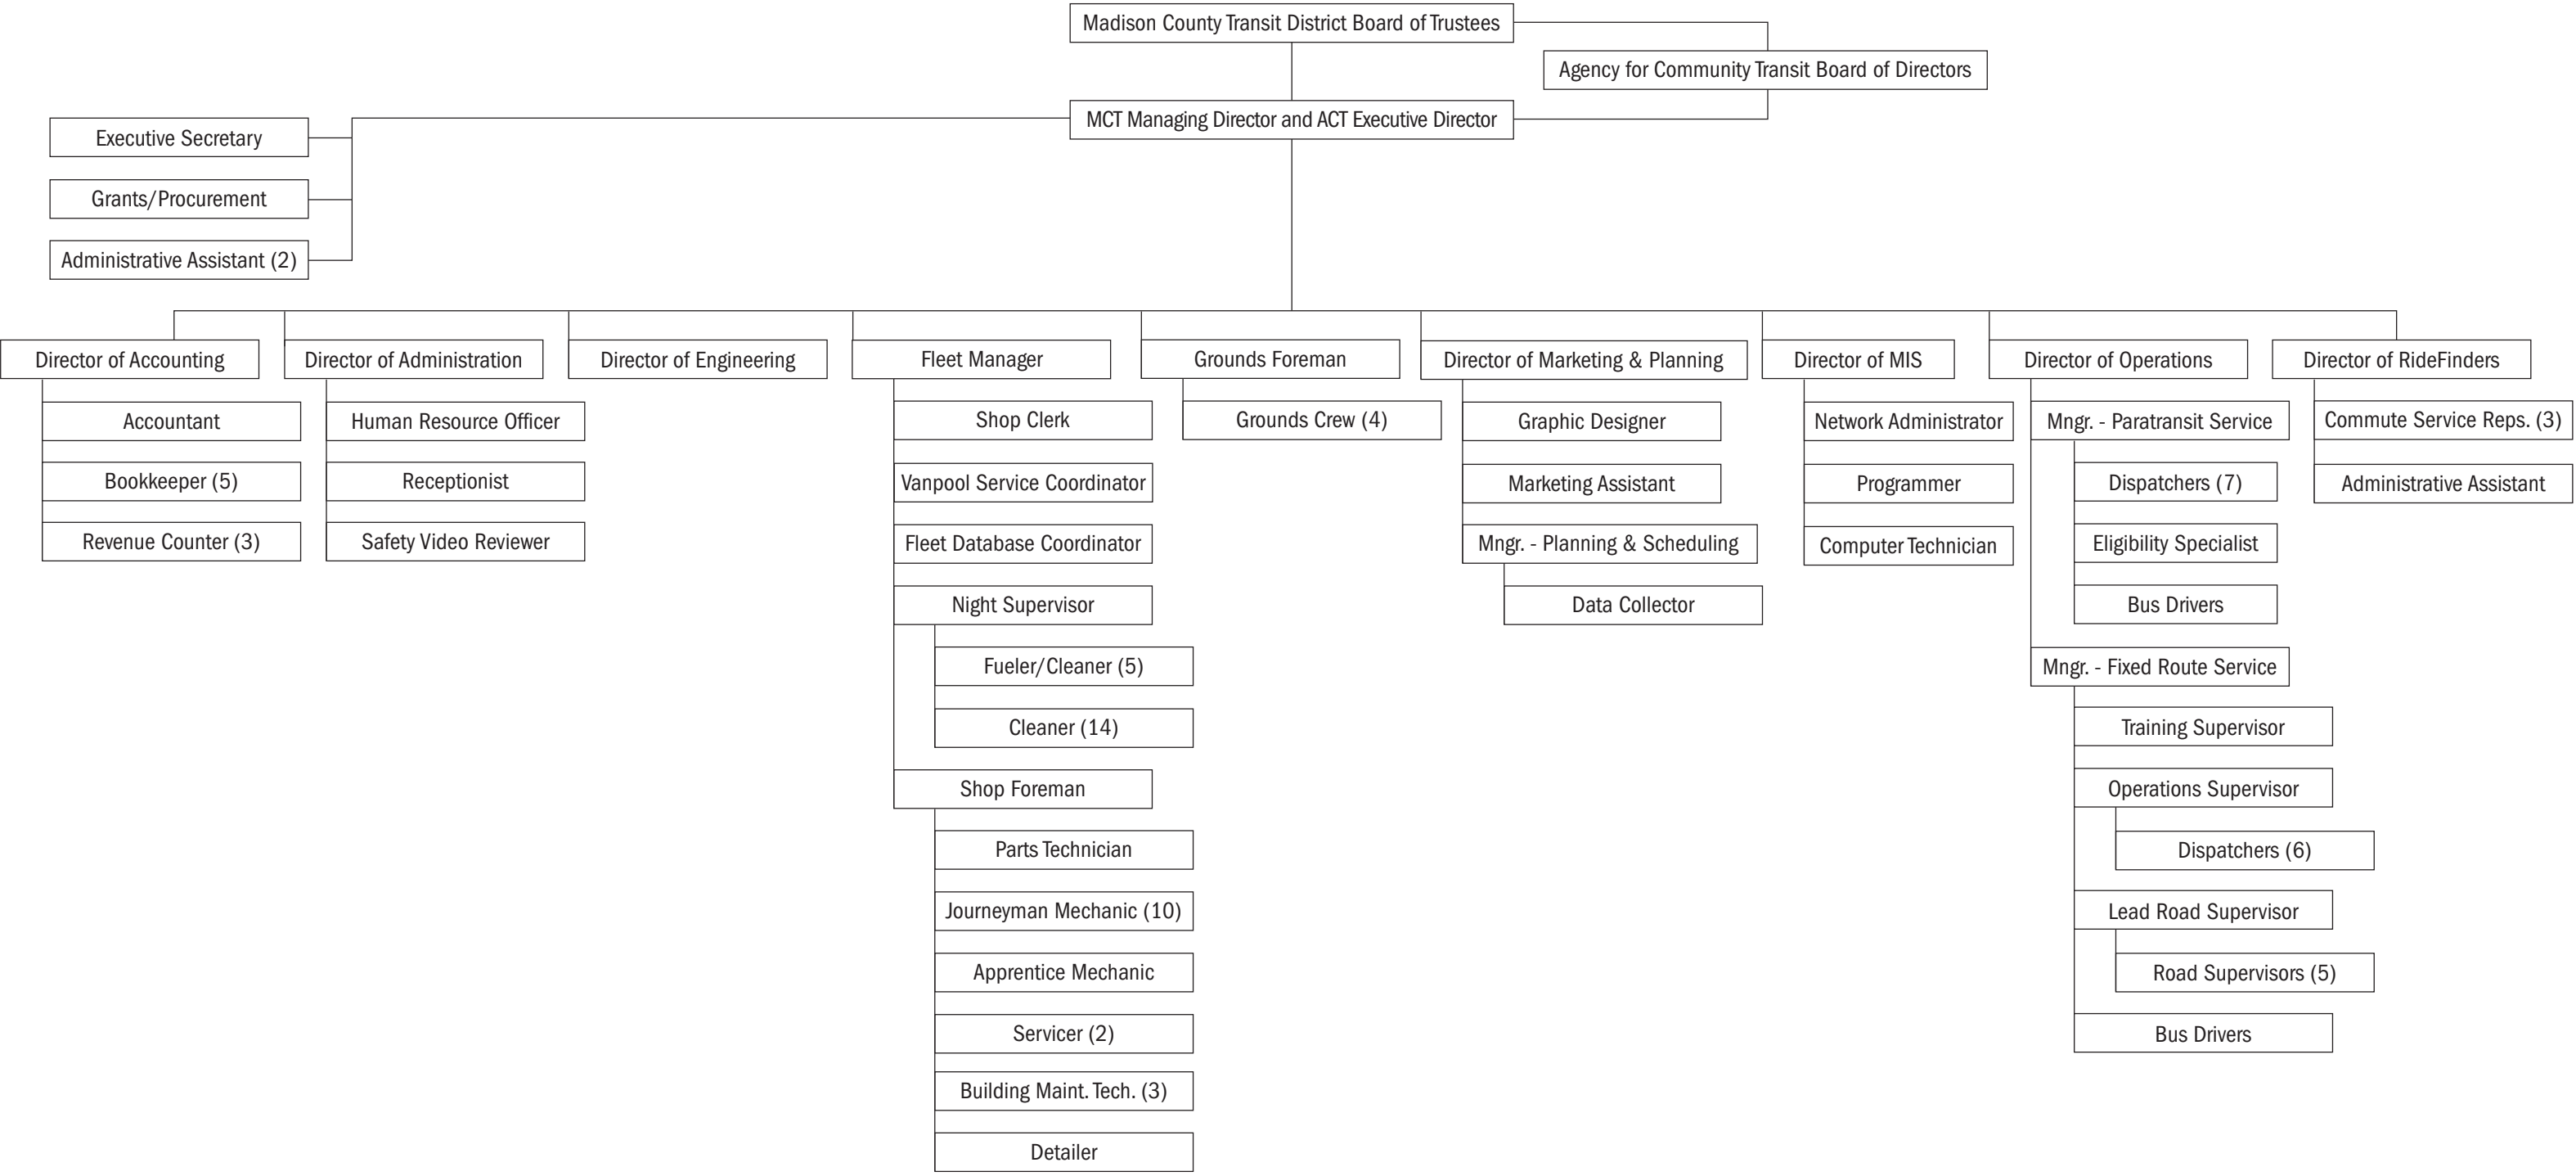 Madison County Transit District Board of Trustees
Agency for Community Transit Board of Directors
MCT Managing Director and ACT Executive Director
Executive Secretary
Grants/Procurement
Administrative Assistant (2)
Director of Accounting
Accountant
Bookkeeper (5)
Revenue Counter (3)
Director of Administration
Human Resource Officer
Receptionist
Safety Video Reviewer
Director of Engineering
Fleet Manager
Shop Clerk
Vanpool Service Coordinator
Fleet Database Coordinator
Night Supervisor
Fueler/Cleaner (5)
Cleaner (14)
Shop Foreman
Parts Technician
Journeyman Mechanic (10)
Apprentice Mechanic
Servicer (2)
Building Maint. Tech. (3)
Detailer
Grounds Foreman
Grounds Crew (4)
Director of Marketing & Planning
Graphic Designer
Marketing Assistant
Mngr. - Planning & Scheduling
Data Collector
Director of MIS
Network Administrator
Programmer
Computer Technician
Director of Operations
Mngr. - Paratransit Service
Dispatchers (7)
Eligibility Specialist
Bus Drivers
Mngr. - Fixed Route Service
Training Supervisor
Operations Supervisor
Dispatchers (6)
Lead Road Supervisor
Road Supervisors (5)
Bus Drivers
Director of RideFinders
Commute Service Reps. (3)
Administrative Assistant